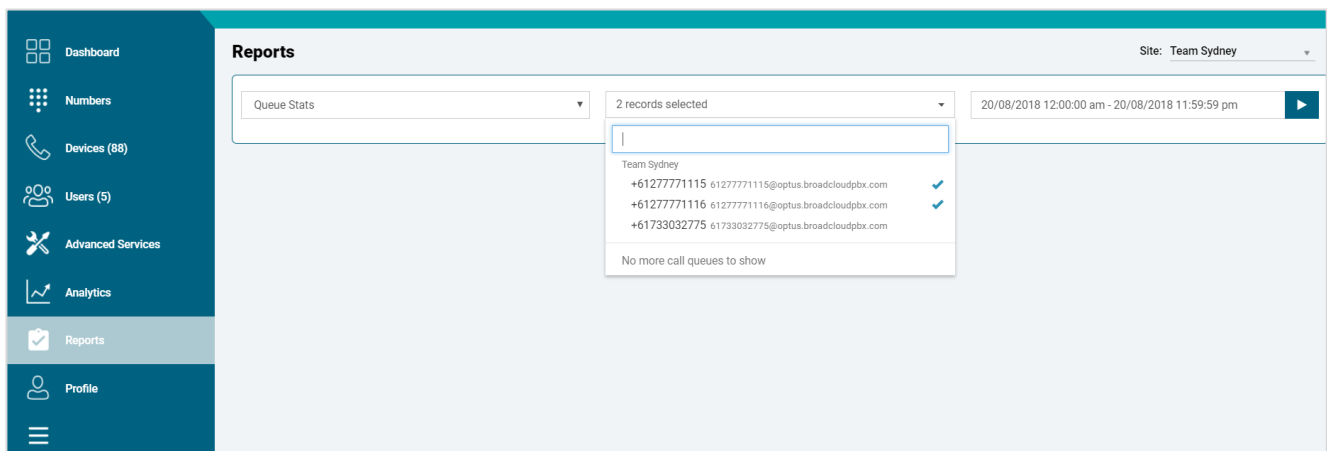 Dashboard
Numbers
Devices (88)
Users (5)
Advanced Services
Analytics
Reports
Profile
Reports
Site: Team Sydney
Queue Stats
2 records selected
20/08/2018 12:00:00 am - 20/08/2018 11:59:59 pm
Team Sydney
+61277771115 61277771115@optus.broadcloudpbx.com
+61277771116 61277771116@optus.broadcloudpbx.com
+61733032775 61733032775@optus.broadcloudpbx.com
No more call queues to show